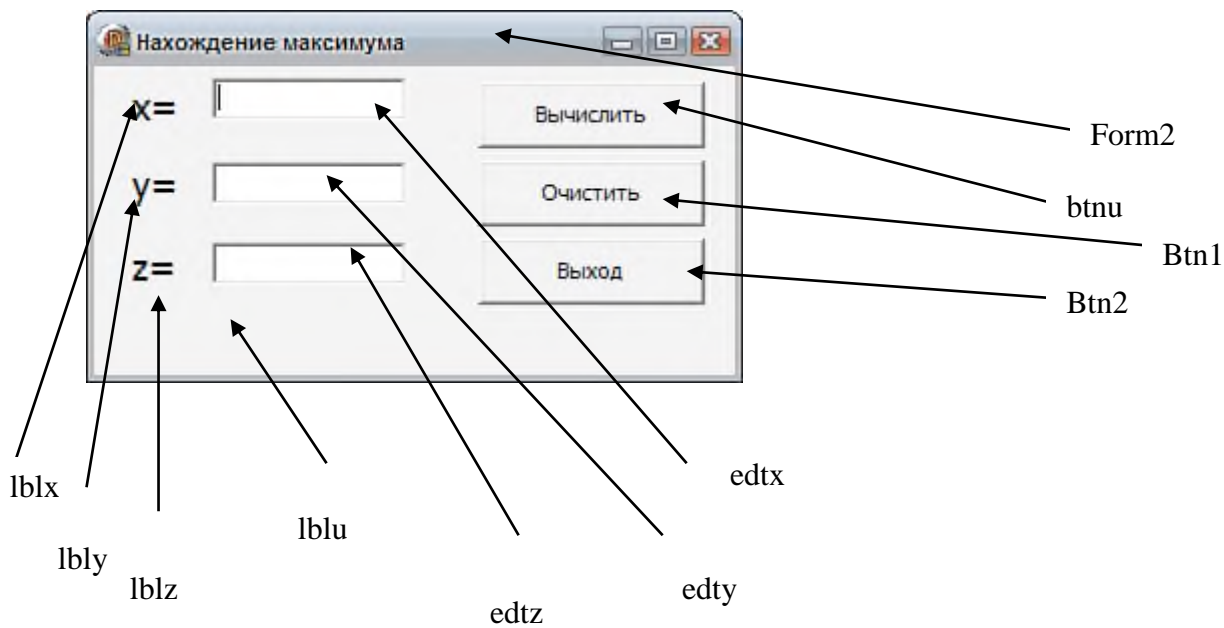 Нахождение максимума
x=
Вычислить
Form2
y=
Очистить
btnu
Btn1
z=
Выход
Btn2
lblx
edtx
lblu
lbly
lblz
edty
edtz